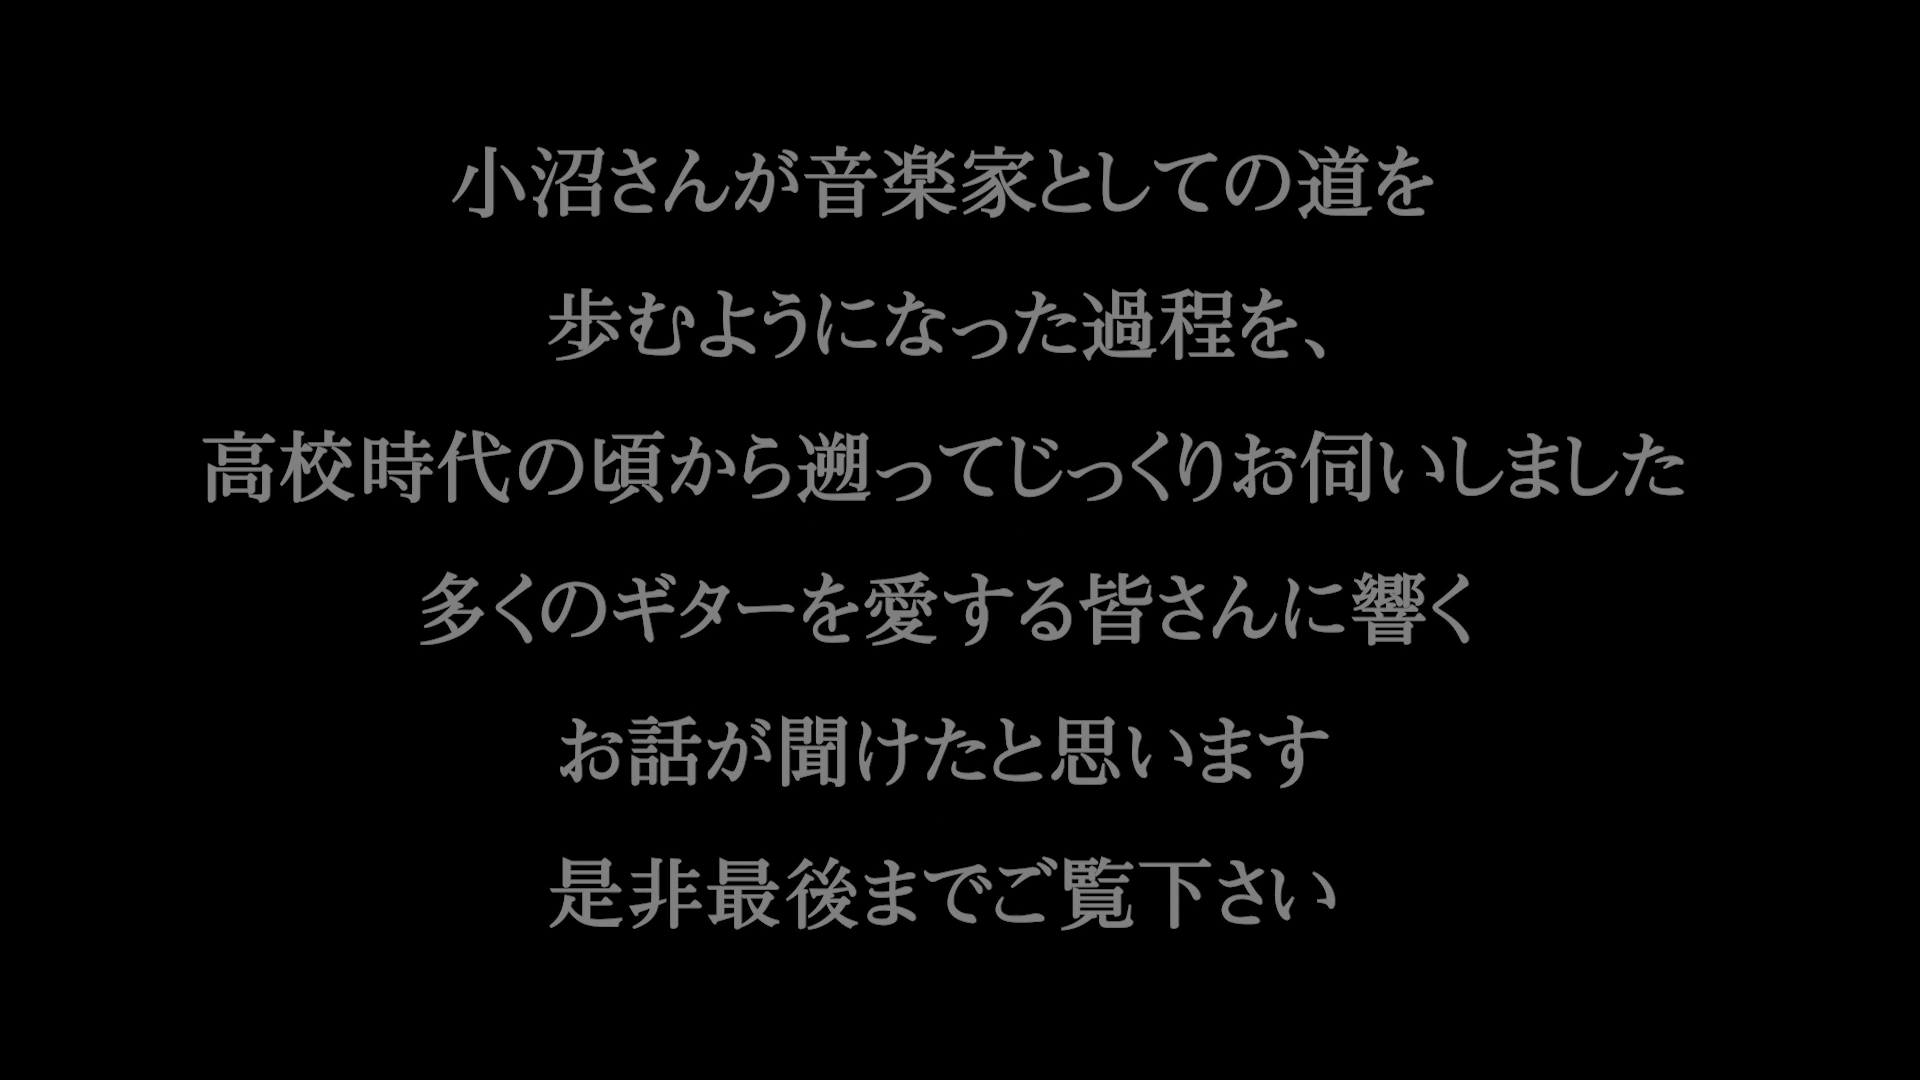 小沼さんが音楽家としての道を
歩むようになった過程を、
高校時代の頃から遡ってじっくりお伺いしました
多くのギターを愛する皆さんに響く
お話が聞けたと思います
是非最後までご覧下さい